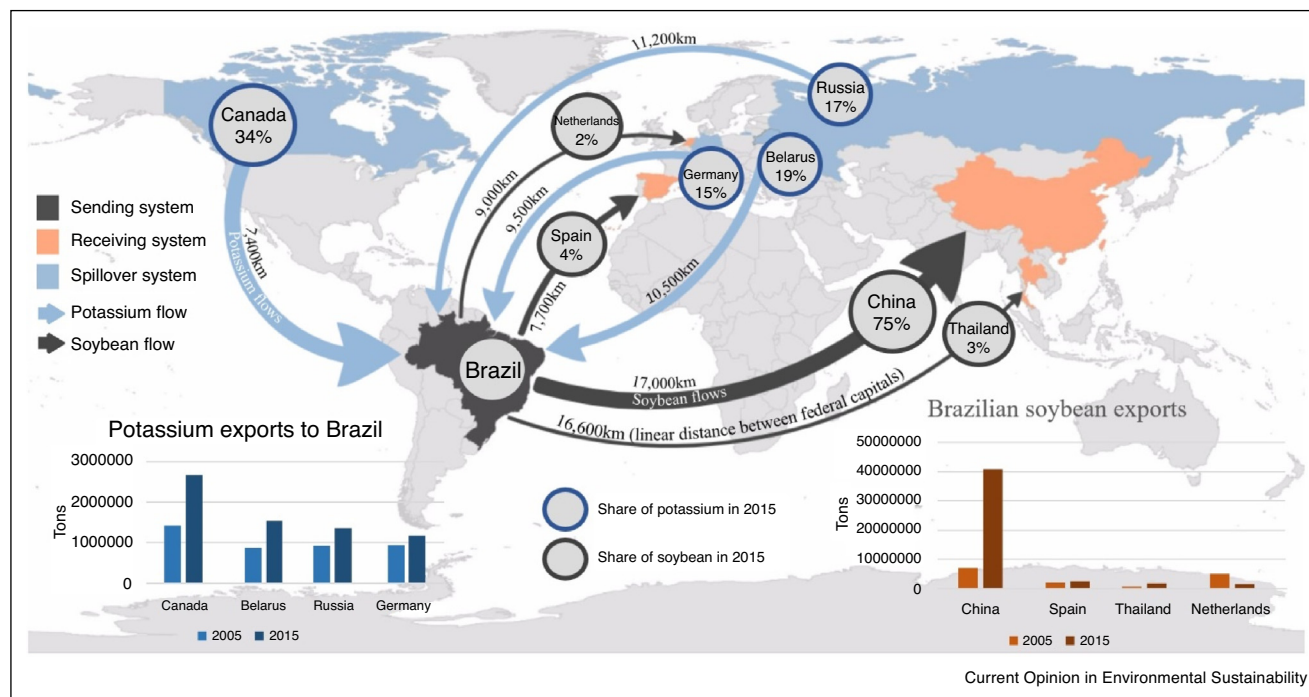 11,200km
Russia
17%
Canada
34%
Netherlands
2%
Belarus
19%
Germany
15%
9,000km
9,500km
Sending system
Receiving system
Spillover system
Potassium flow
Soybean flow
7,400km
Potassium flows
Spain
4%
7,700km
10,500km
China
75%
Thailand
3%
Brazil
17,000km
Soybean flows
16,600km (linear distance between federal capitals)
Potassium exports to Brazil
3000000
2000000
1000000
0
Tons
Canada
Belarus
Russia
Germany
2005
2015
Share of potassium in 2015
Share of soybean in 2015
Brazilian soybean exports
50000000
40000000
30000000
20000000
10000000
0
Tons
China
Spain
Thailand
Netherlands
2005
2015
Current Opinion in Environmental Sustainability